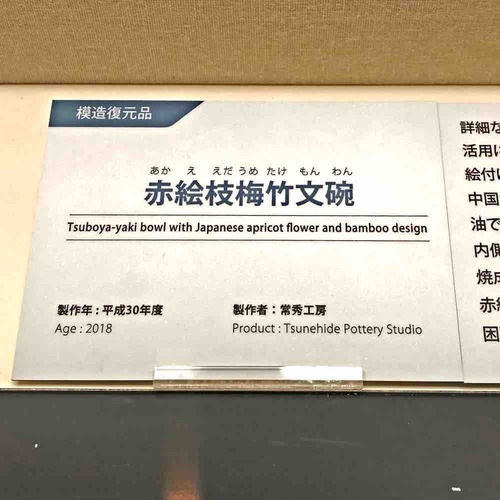 模造復元品
あか え えだ うめ たけ もん わん
赤絵枝梅竹文碗
Tsuboya-yaki bowl with Japanese apricot flower and bamboo design
製作年：平成30年度
Age : 2018
製作者：常秀工房
Product : Tsunehide Pottery Studio
詳細な
活用に
絵付け
中国
油で
内側
焼成
赤絵
困